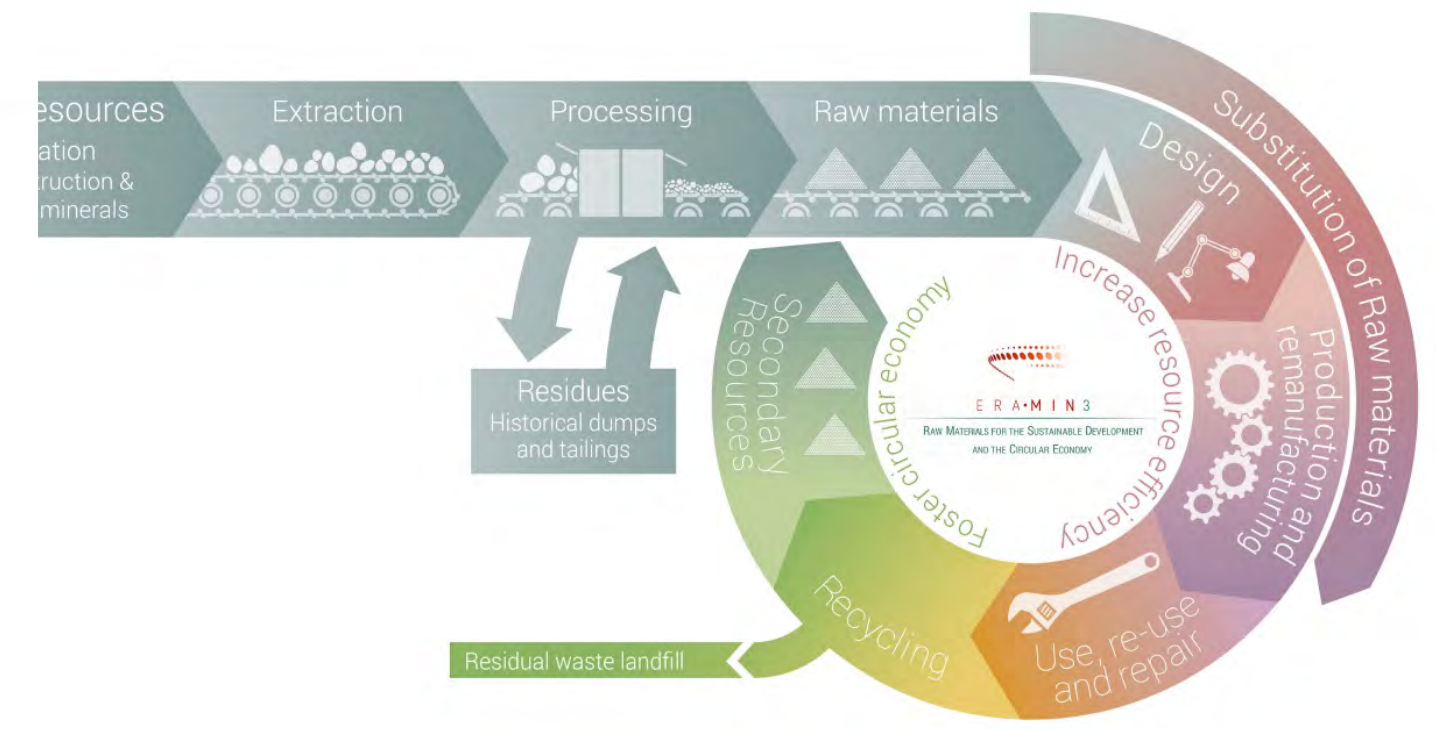 esources
ation
truction &
minerals
Extraction
Processing
Raw materials
Design
Substitution of Raw materials
Production and
remanufacturing
Use, re-use
and repair
Recycling
Secondary
Resources
Residues
Historical dumps
and tailings
Residual waste landfill
Foster circular economy
Increase resource efficiency
ERA•MIN3
RAW MATERIALS FOR THE SUSTAINABLE DEVELOPMENT
AND THE CIRCULAR ECONOMY